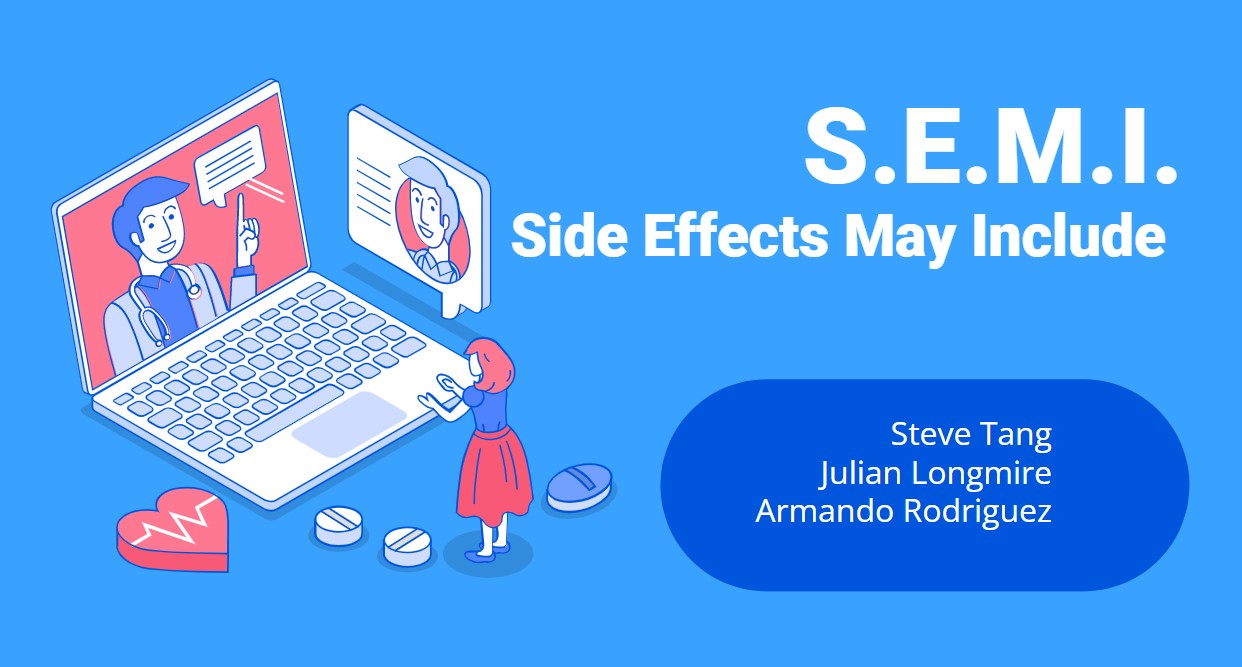 S.E.M.I.
Side Effects May Include
Steve Tang
Julian Longmire
Armando Rodriguez